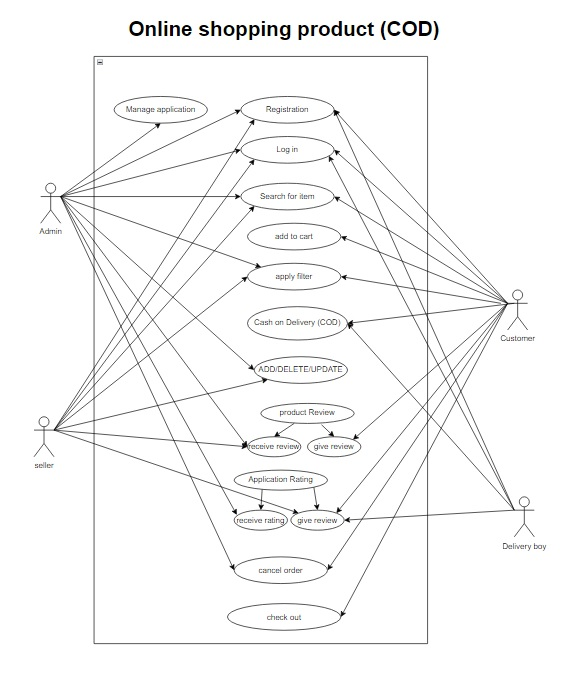 Online shopping product (COD)
Manage application
Registration
Log in
Search for item
Admin
add to cart
apply filter
Cash on Delivery (COD)
Customer
ADD/DELETE/UPDATE
product Review
receive review
give review
seller
Application Rating
receive rating
give review
Delivery boy
cancel order
check out